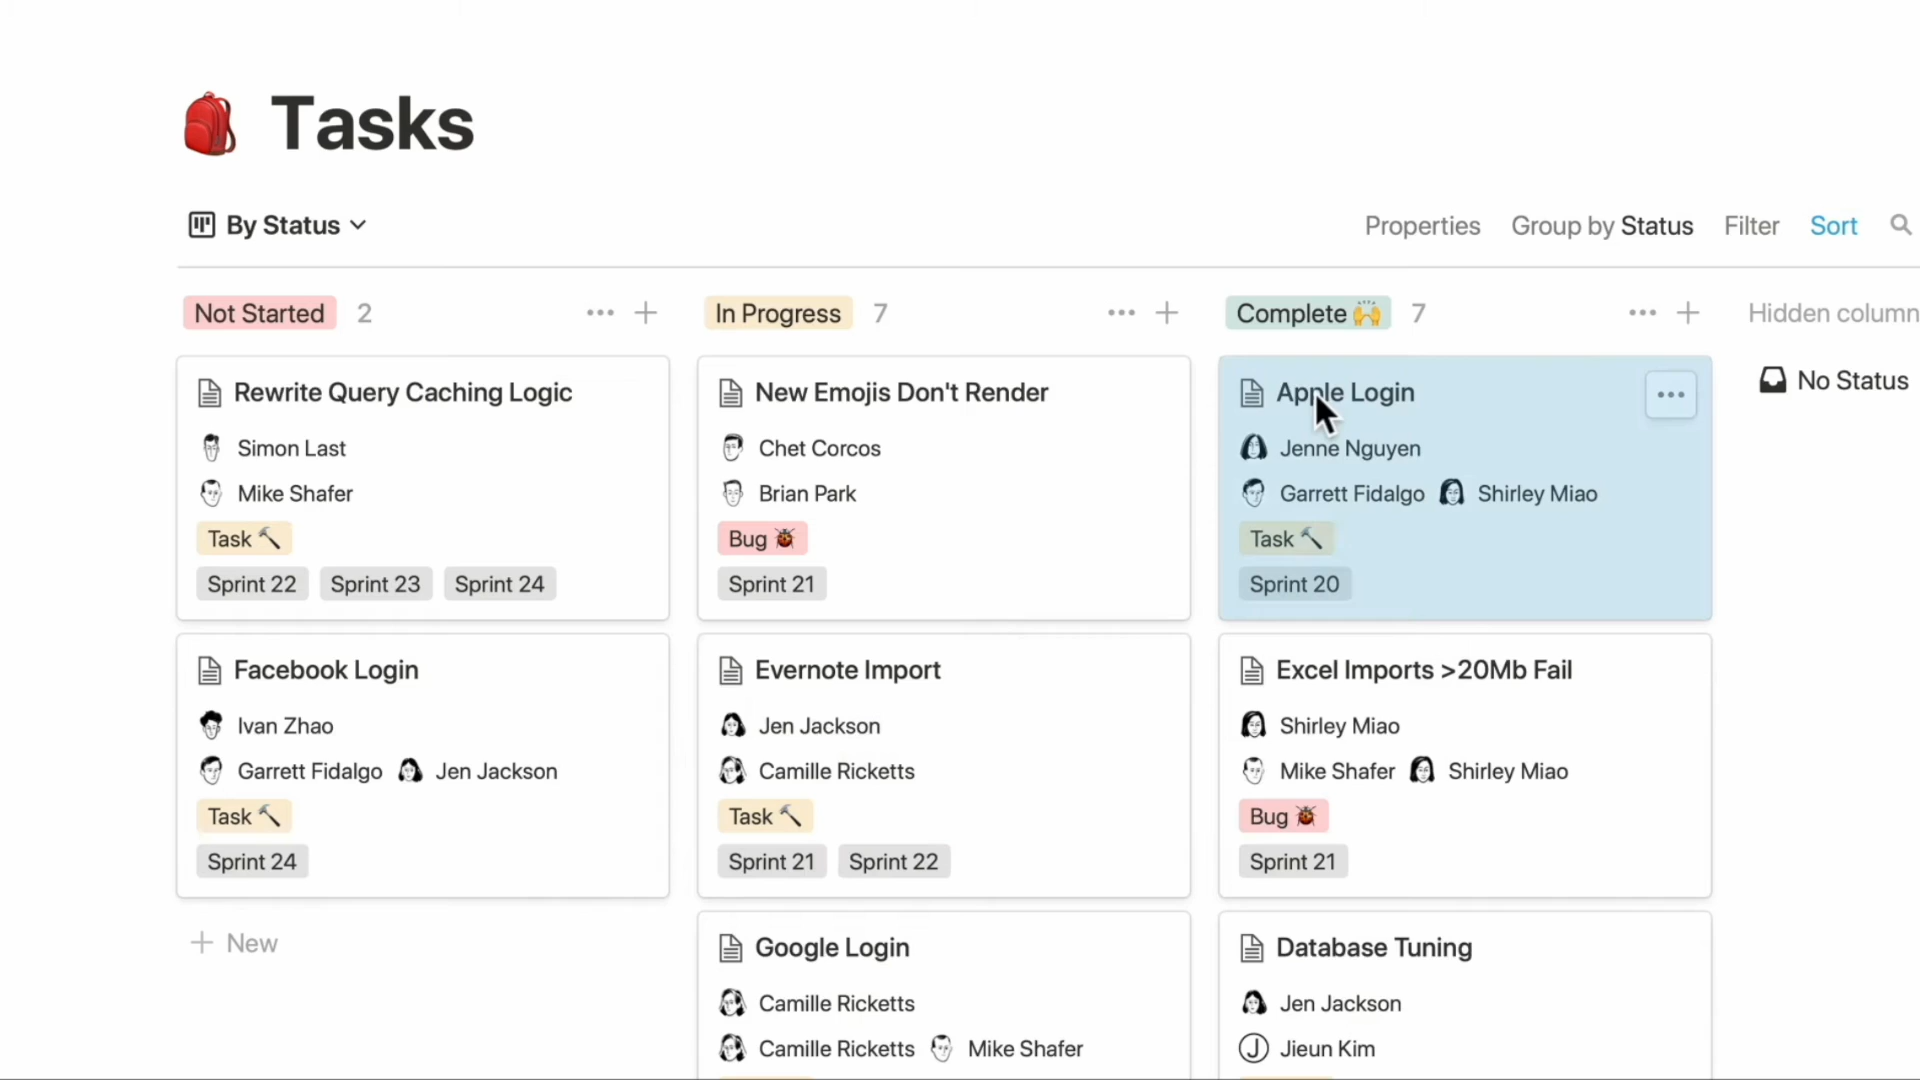 Tasks
By Status
Properties Group by Status Filter Sort
Not Started 2
In Progress 7
Complete 🙌 7
Hidden column
No Status
Rewrite Query Caching Logic
Simon Last
Mike Shafer
Task 🔨
Sprint 22 Sprint 23 Sprint 24
Facebook Login
Ivan Zhao
Garrett Fidalgo Jen Jackson
Task 🔨
Sprint 24
+ New
New Emojis Don't Render
Chet Corcos
Brian Park
Bug 🐞
Sprint 21
Evernote Import
Jen Jackson
Camille Ricketts
Task 🔨
Sprint 21 Sprint 22
Google Login
Camille Ricketts
Camille Ricketts Mike Shafer
Apple Login
Jenne Nguyen
Garrett Fidalgo Shirley Miao
Task 🔨
Sprint 20
Excel Imports >20Mb Fail
Shirley Miao
Mike Shafer Shirley Miao
Bug 🐞
Sprint 21
Database Tuning
Jen Jackson
J Jieun Kim